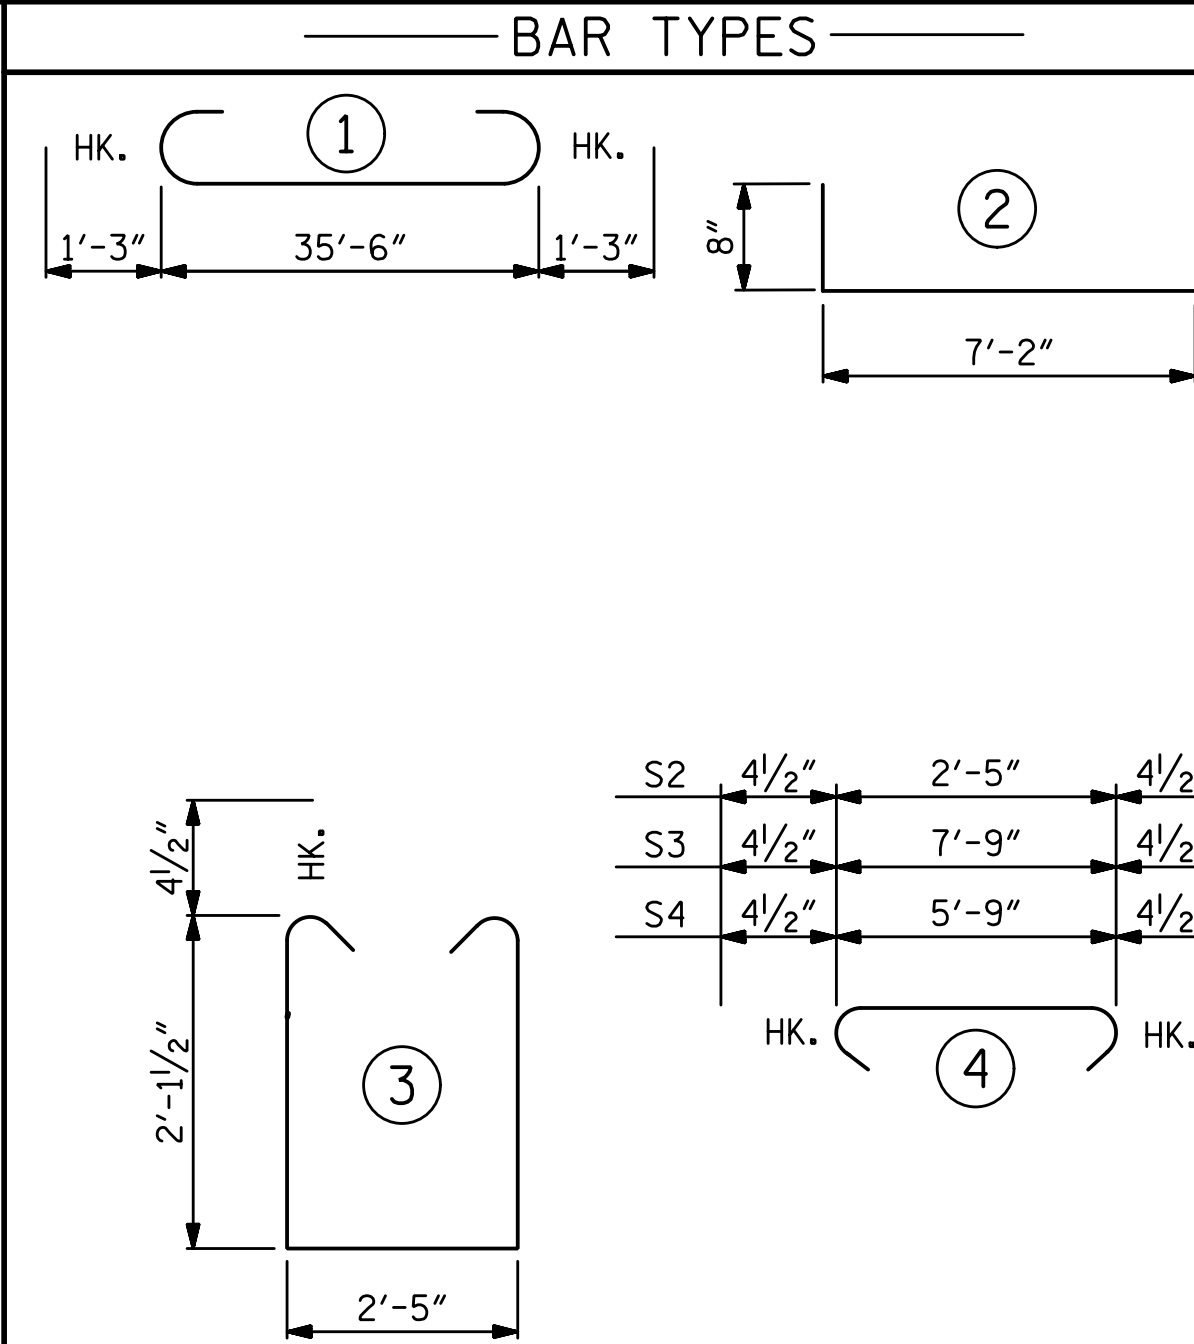 BAR TYPES
HK. 1 HK.
1'-3" 35'-6" 1'-3"
2
8"
7'-2"
S2 4½" 2'-5" 4½
S3 4½" 7'-9" 4½
S4 4½" 5'-9" 4½
HK. 4 HK.
4½"
HK.
2'-1½"
3
2'-5"